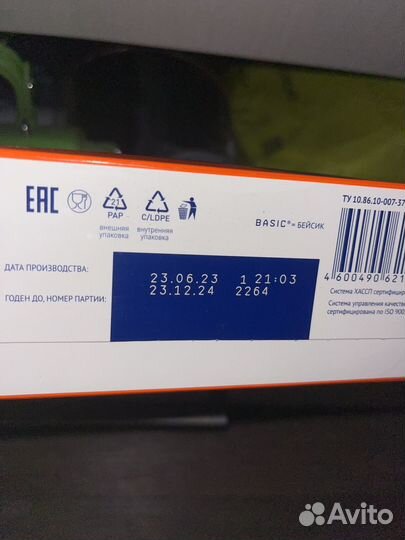 ТУ 10.86.10-007-37
EAC
21
PAP
C/LDPE
внешняя упаковка
внутренняя упаковка
BASIC® = БЕЙСИК
4 600490 621
ДАТА ПРОИЗВОДСТВА:
23.06.23 1 21:03
ГОДЕН ДО, НОМЕР ПАРТИИ:
23.12.24 2264
Система ХАССП сертифицир
Система управления качеств
сертифицирована по ISO 900
Avito